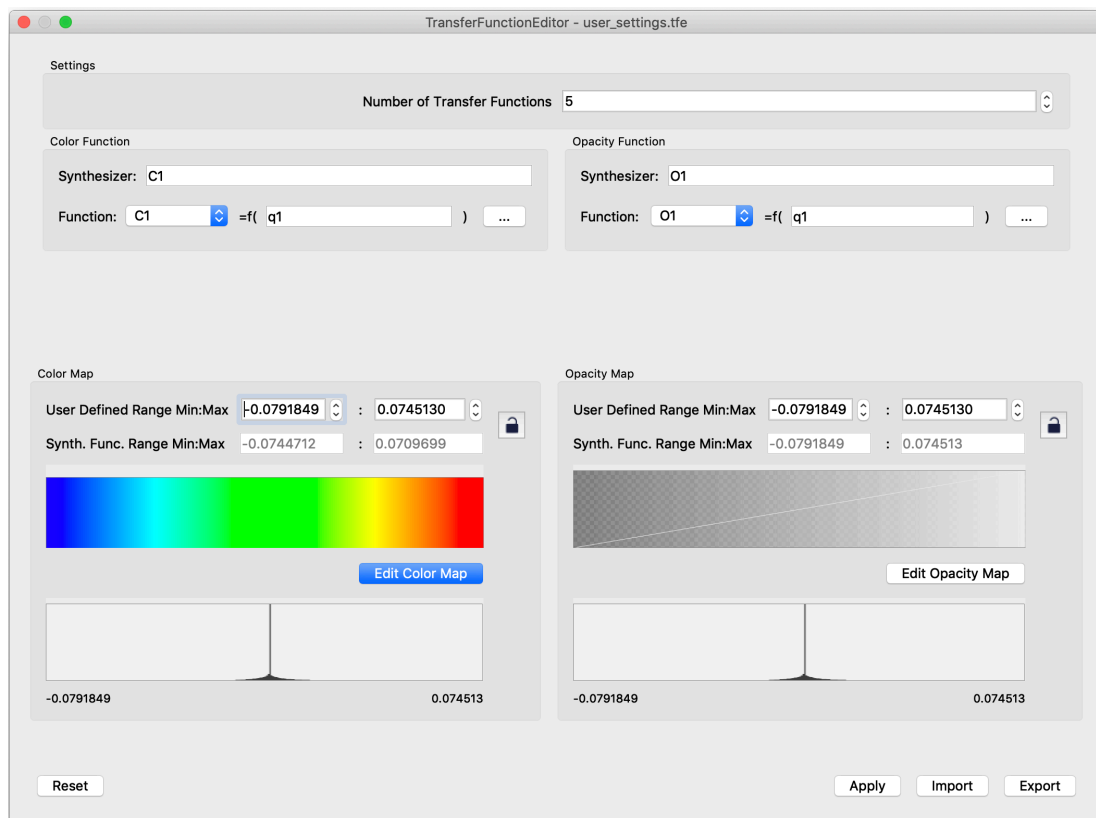 TransferFunctionEditor - user_settings.tfe
Settings
Number of Transfer Functions 5
Color Function
Synthesizer: C1
Function: C1 =f( q1 ) ...
Opacity Function
Synthesizer: O1
Function: O1 =f( q1 ) ...
Color Map
User Defined Range Min:Max -0.0791849 : 0.0745130
Synth. Func. Range Min:Max -0.0744712 : 0.0709699
Edit Color Map
-0.0791849 0.074513
Opacity Map
User Defined Range Min:Max -0.0791849 : 0.0745130
Synth. Func. Range Min:Max -0.0791849 : 0.074513
Edit Opacity Map
-0.0791849 0.074513
Reset Apply Import Export